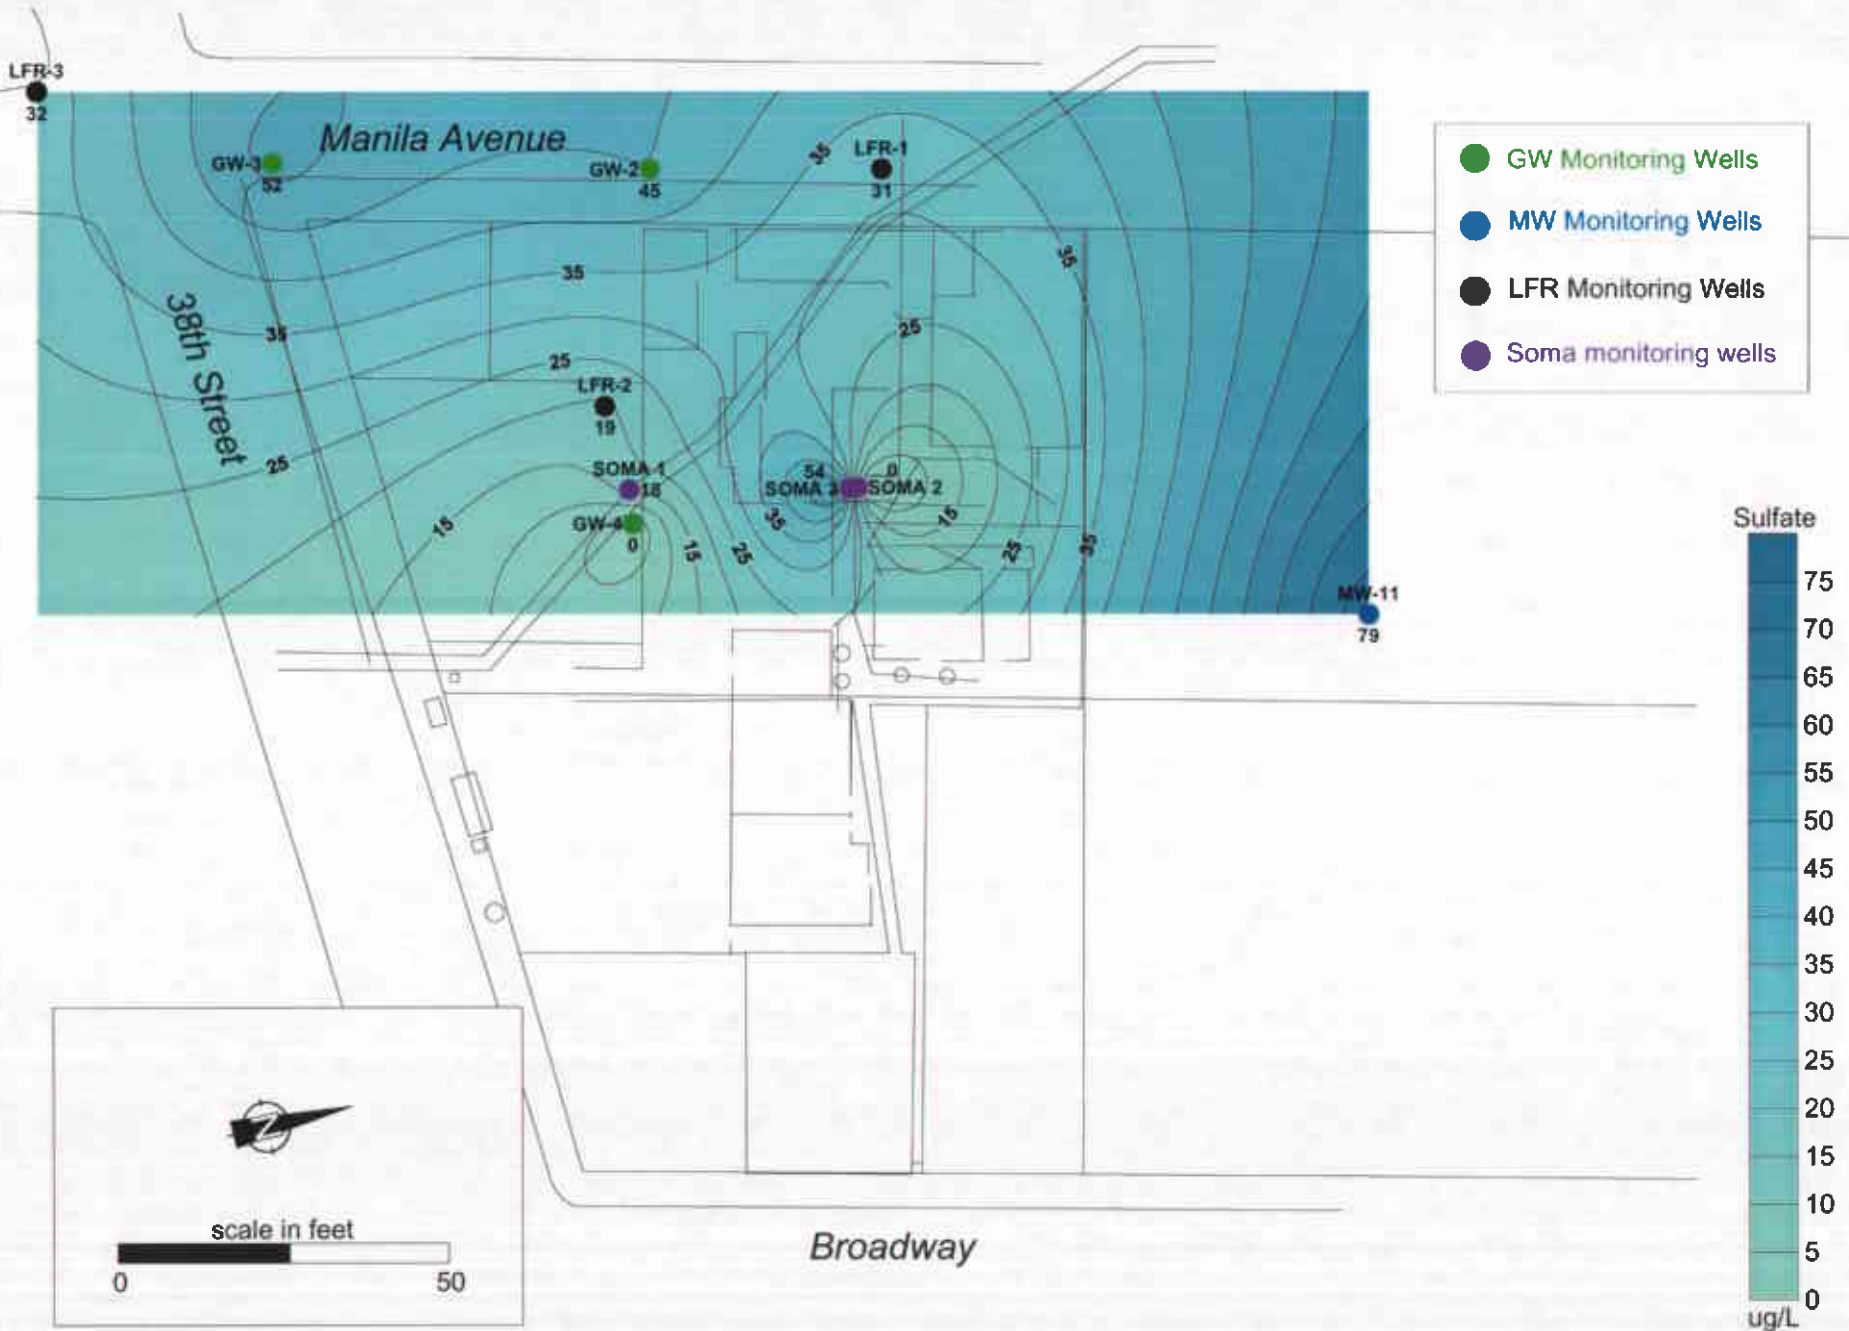 LFR-3
32
Manila Avenue
GW-3
52
GW-2
45
35
LFR-1
31
GW Monitoring Wells
MW Monitoring Wells
LFR Monitoring Wells
Soma monitoring wells
38th Street
35
35
35
25
25
LFR-2
19
25
SOMA 1
18
54
0
SOMA 3
SOMA 2
15
GW-4
0
15
25
35
15
25
35
MW-11
79
Sulfate
75
70
65
60
55
50
45
40
35
30
25
20
15
10
5
0
ug/L
Z
scale in feet
0
50
Broadway